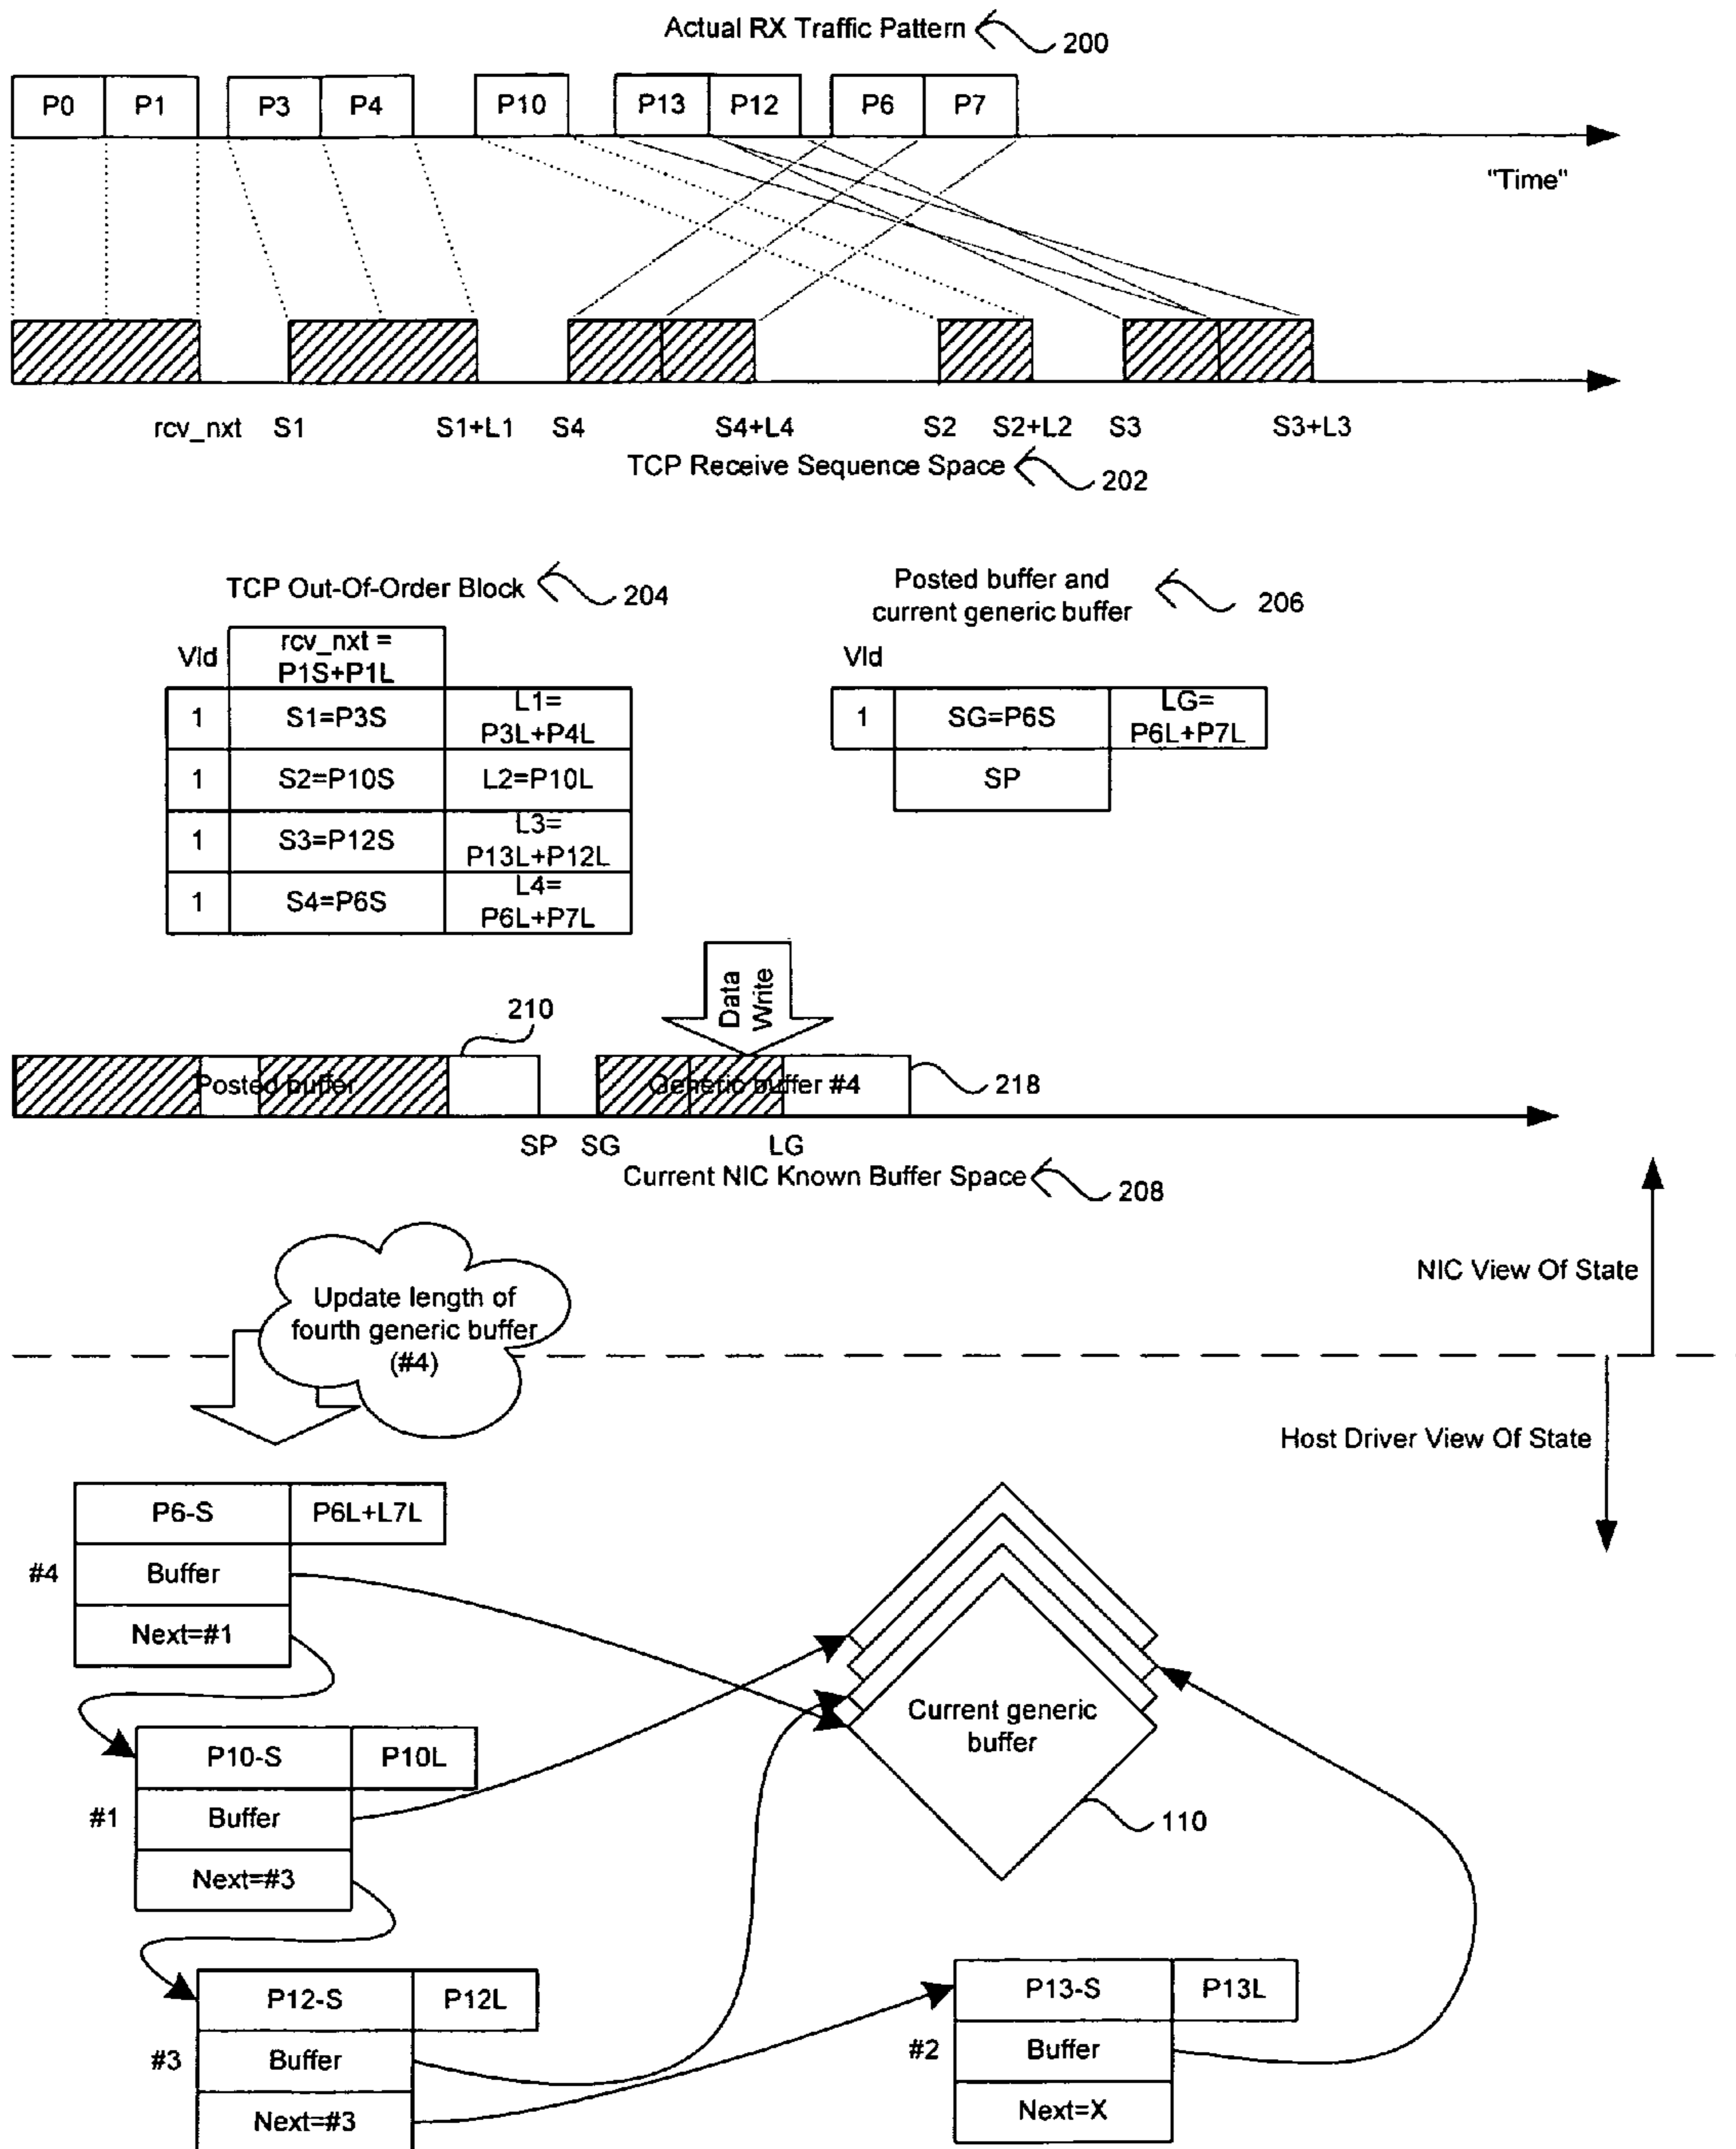 Actual RX Traffic Pattern 200
P0 P1 P3 P4 P10 P13 P12 P6 P7
"Time"
rcv_nxt S1 S1+L1 S4 S4+L4 S2 S2+L2 S3 S3+L3
TCP Receive Sequence Space 202
TCP Out-Of-Order Block 204
Vld
rcv_nxt =
P1S+P1L
1 S1=P3S
L1=
P3L+P4L
1 S2=P10S L2=P10L
1 S3=P12S
L3=
P13L+P12L
1 S4=P6S
L4=
P6L+P7L
Posted buffer and
current generic buffer
206
Vld
1 SG=P6S
LG=
P6L+P7L
SP
Data
Write
210
Posted buffer
Generic buffer #4
218
SP SG LG
Current NIC Known Buffer Space 208
NIC View Of State
Update length of
fourth generic buffer
(#4)
Host Driver View Of State
P6-S P6L+L7L
#4 Buffer
Next=#1
P10-S P10L
#1 Buffer
Next=#3
Current generic
buffer
110
P12-S P12L
#3 Buffer
Next=#3
P13-S P13L
#2 Buffer
Next=X